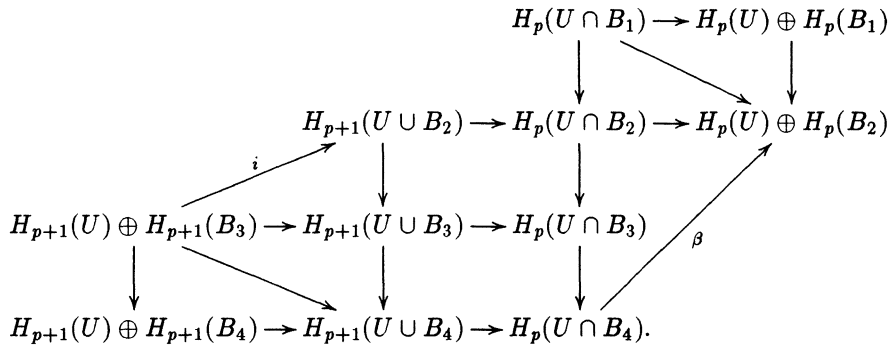 H_p(U ∩ B_1) → H_p(U) ⊕ H_p(B_1)
H_{p+1}(U ∪ B_2) → H_p(U ∩ B_2) → H_p(U) ⊕ H_p(B_2)
i
H_{p+1}(U) ⊕ H_{p+1}(B_3) → H_{p+1}(U ∪ B_3) → H_p(U ∩ B_3)
β
H_{p+1}(U) ⊕ H_{p+1}(B_4) → H_{p+1}(U ∪ B_4) → H_p(U ∩ B_4).